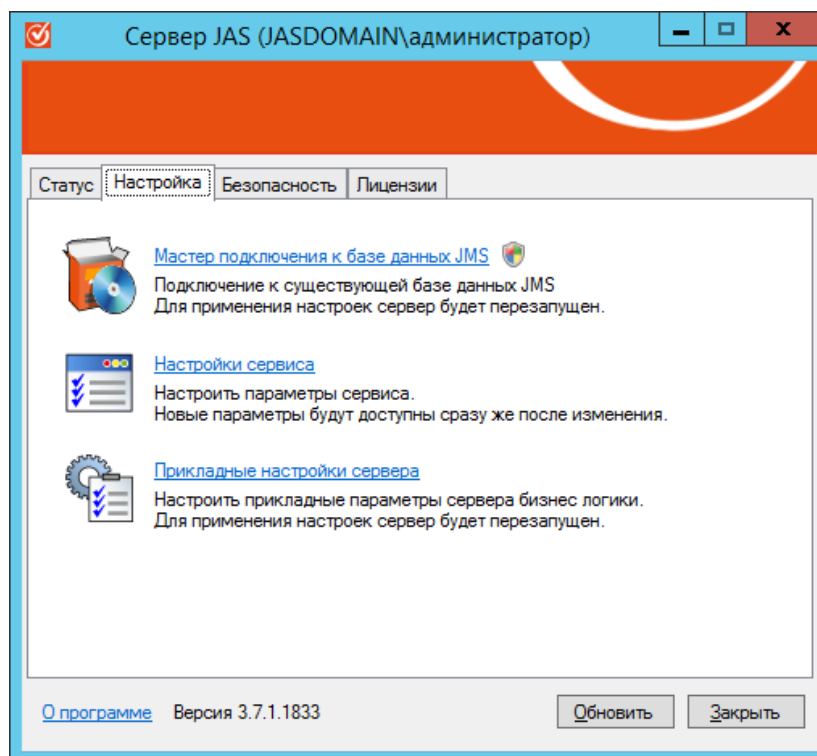 Сервер JAS (JASDOMAIN\администратор)
Статус Настройка Безопасность Лицензии
Мастер подключения к базе данных JMS
Подключение к существующей базе данных JMS
Для применения настроек сервер будет перезапущен.
Настройки сервиса
Настроить параметры сервиса.
Новые параметры будут доступны сразу же после изменения.
Прикладные настройки сервера
Настроить прикладные параметры сервера бизнес логики.
Для применения настроек сервер будет перезапущен.
О программе Версия 3.7.1.1833 Обновить Закрыть